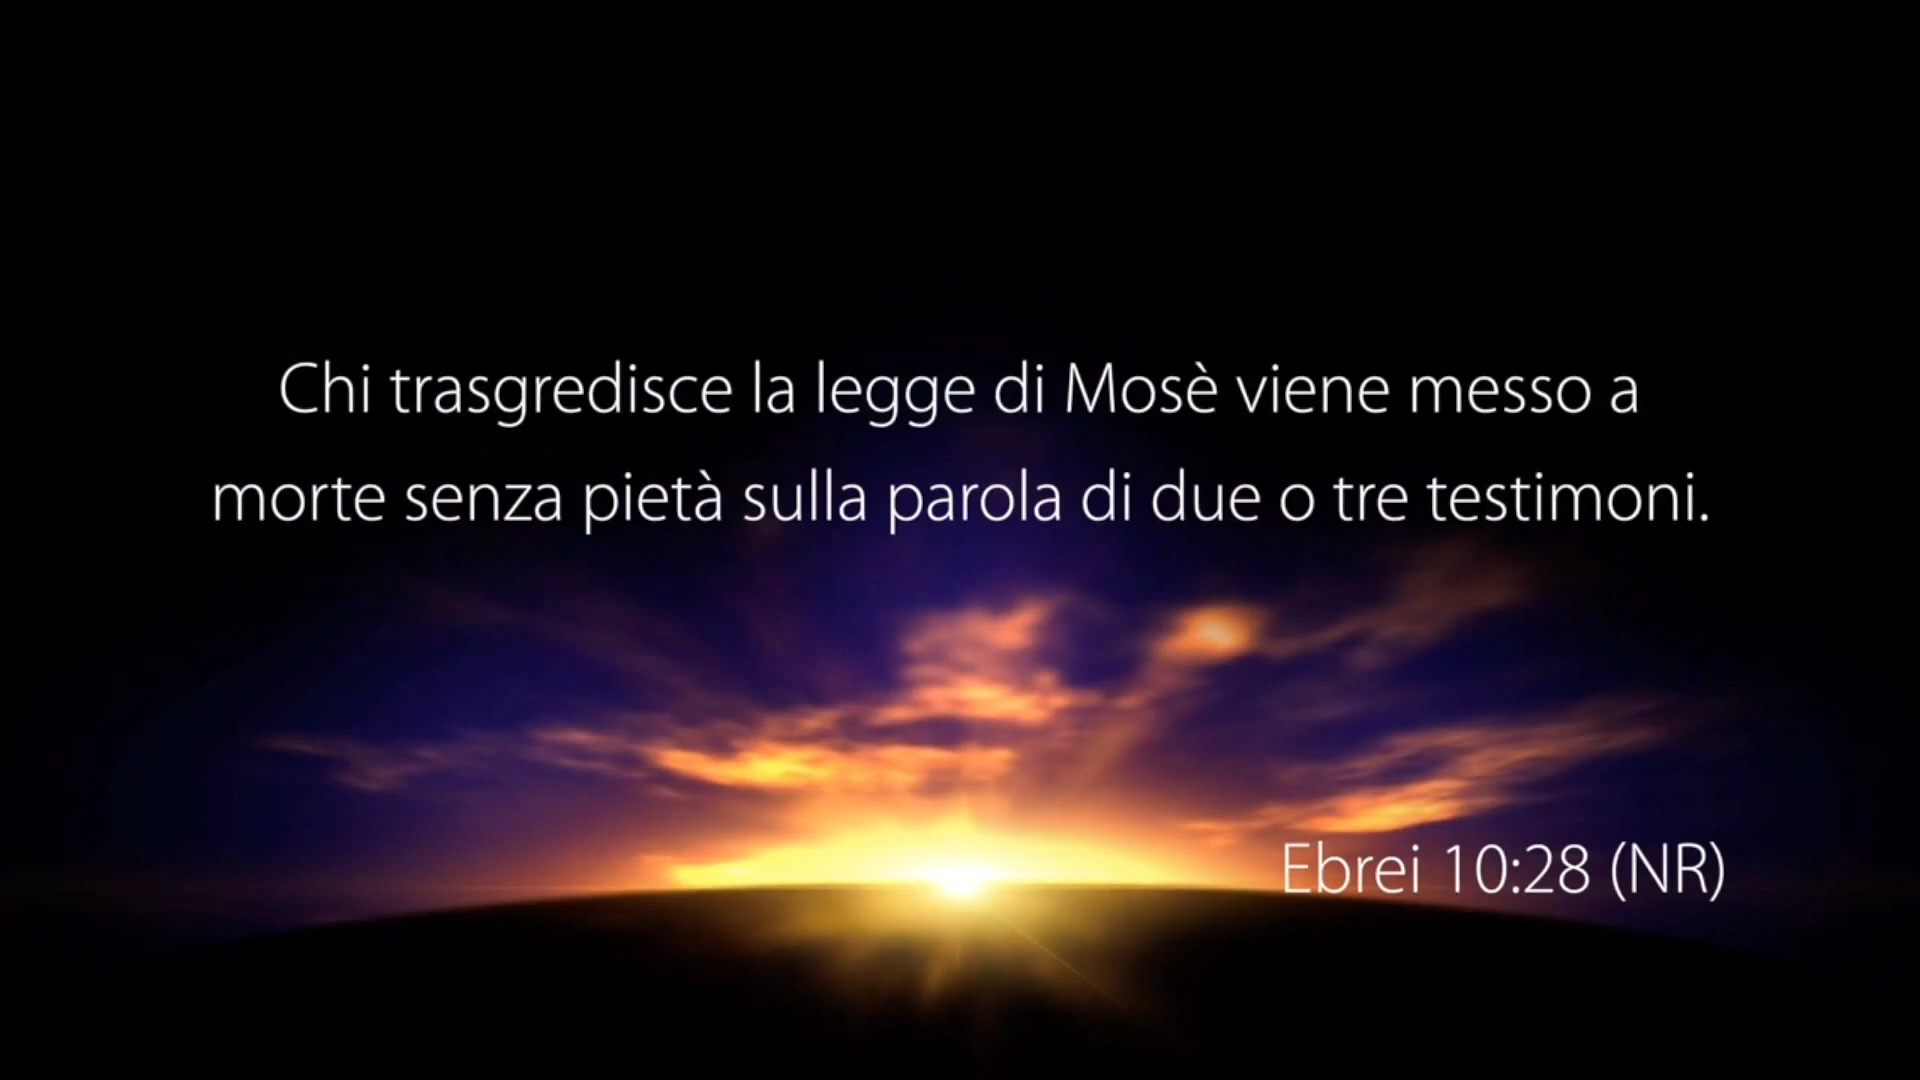 Chi trasgredisce la legge di Mosè viene messo a
morte senza pietà sulla parola di due o tre testimoni.
Ebrei 10:28 (NR)